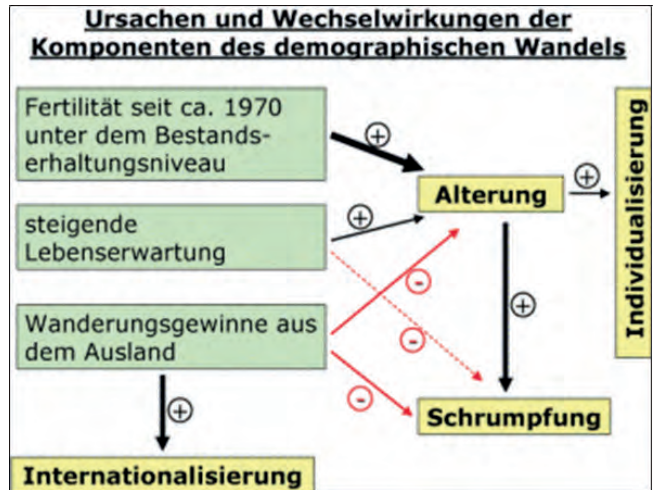 Ursachen und Wechselwirkungen der
Komponenten des demographischen Wandels
Fertilität seit ca. 1970
unter dem Bestands-
erhaltungsniveau
+
Alterung
+
Individualisierung
steigende
Lebenserwartung
+
-
+
-
Wanderungsgewinne aus
dem Ausland
-
+
Schrumpfung
Internationalisierung